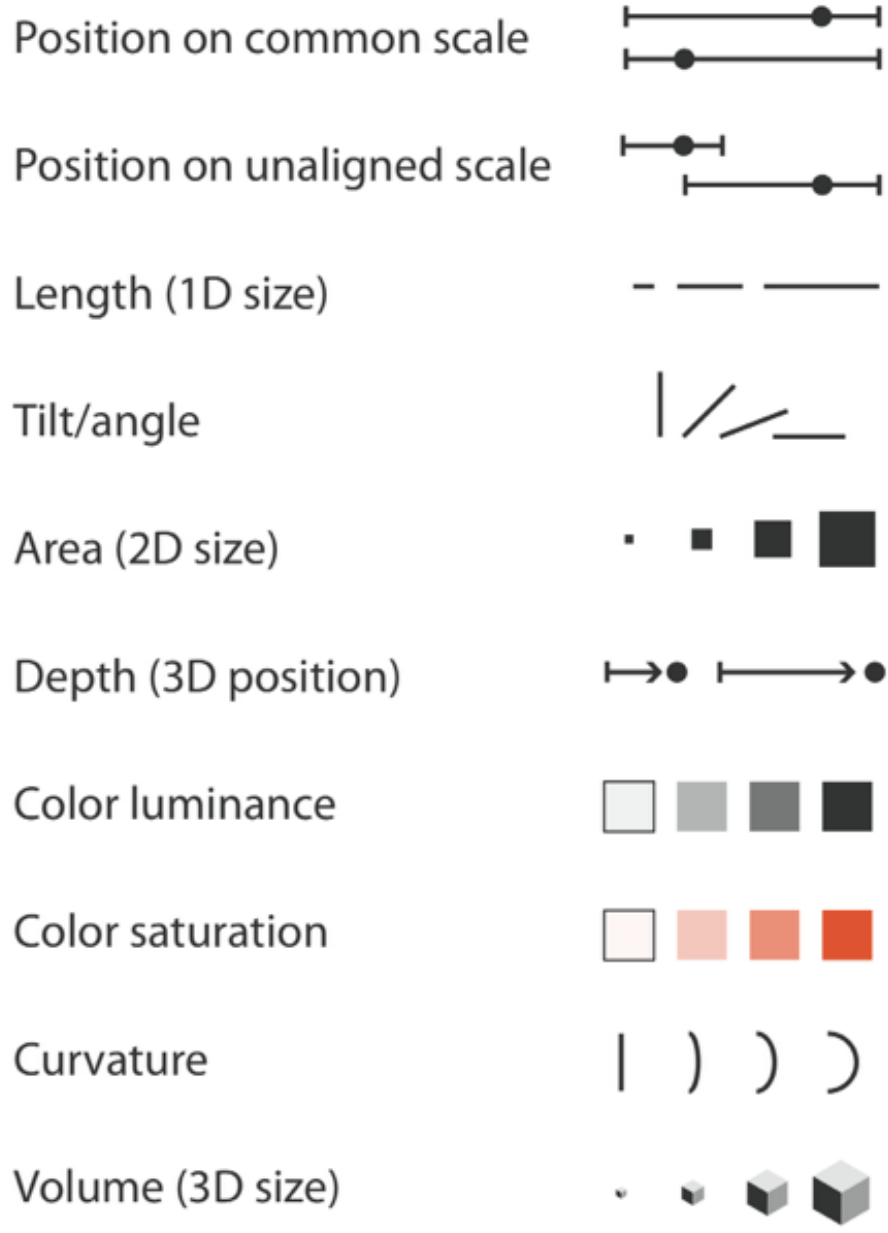 Position on common scale
Position on unaligned scale
Length (1D size)
Tilt/angle
Area (2D size)
Depth (3D position)
Color luminance
Color saturation
Curvature
Volume (3D size)